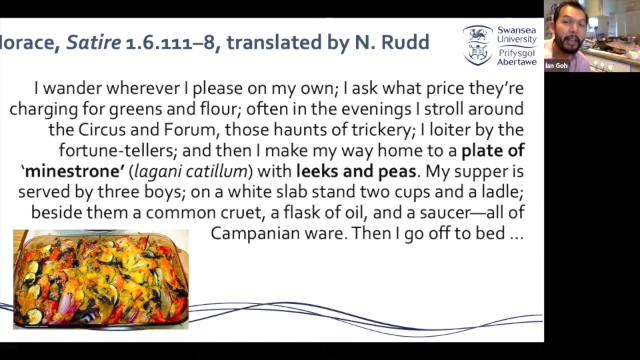 Horace, Satire 1.6.111–8, translated by N. Rudd
Swansea
University
Prifysgol
Abertawe
Ian Goh
I wander wherever I please on my own; I ask what price they're
charging for greens and flour; often in the evenings I stroll around
the Circus and Forum, those haunts of trickery; I loiter by the
fortune-tellers; and then I make my way home to a plate of
'minestrone' (lagani catillum) with leeks and peas. My supper is
served by three boys; on a white slab stand two cups and a ladle;
beside them a common cruet, a flask of oil, and a saucer—all of
Campanian ware. Then I go off to bed ...